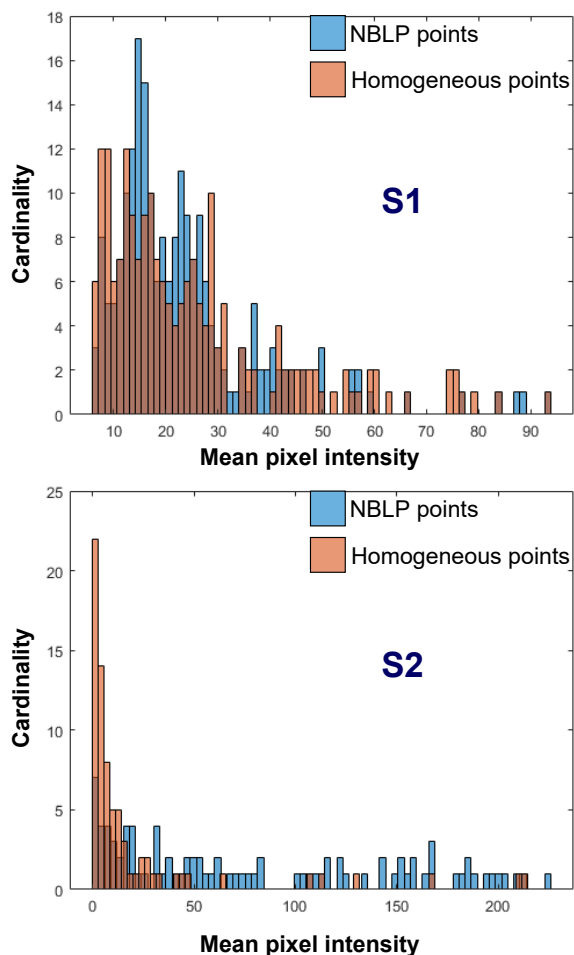 18
16
14
12
10
8
6
4
2
0
Cardinality
NBLP points
Homogeneous points
S1
10 20 30 40 50 60 70 80 90
Mean pixel intensity
25
20
15
10
5
0
Cardinality
NBLP points
Homogeneous points
S2
0 50 100 150 200
Mean pixel intensity